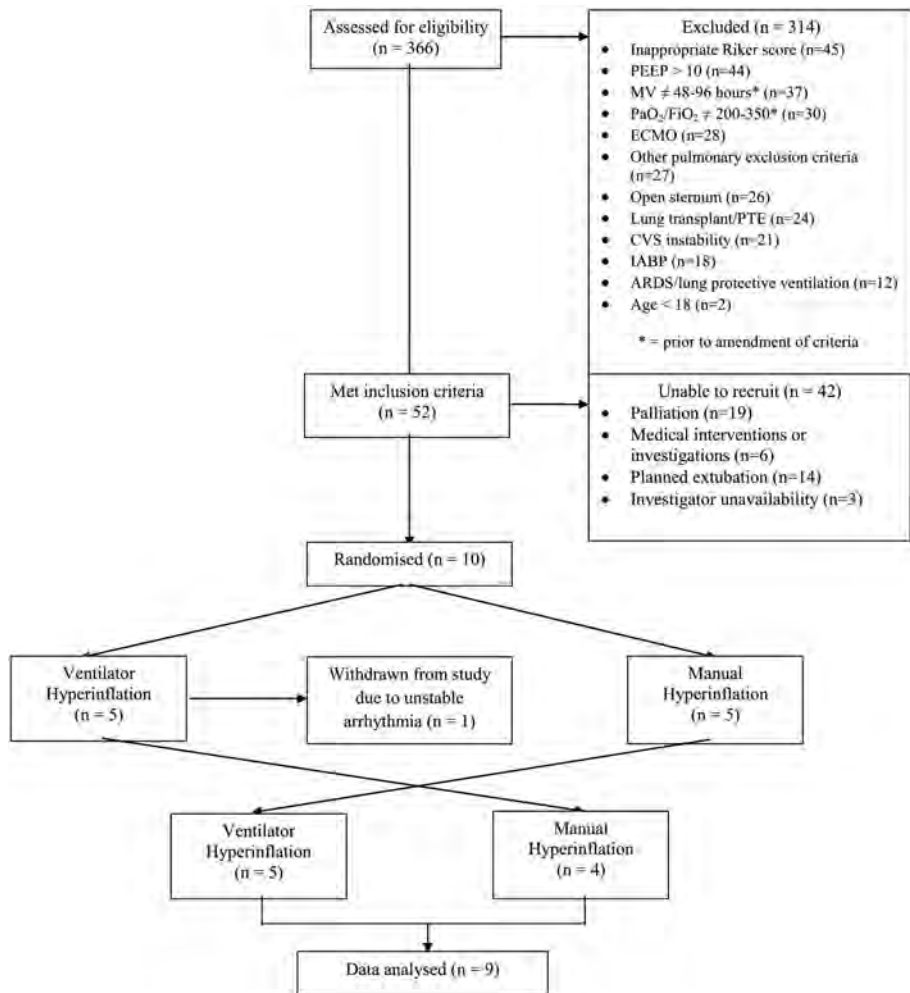 Assessed for eligibility
(n = 366)
Excluded (n = 314)
• Inappropriate Riker score (n=45)
• PEEP > 10 (n=44)
• MV ≠ 48-96 hours* (n=37)
• PaO₂/FiO₂ ≠ 200-350* (n=30)
• ECMO (n=28)
• Other pulmonary exclusion criteria
(n=27)
• Open sternum (n=26)
• Lung transplant/PTE (n=24)
• CVS instability (n=21)
• IABP (n=18)
• ARDS/lung protective ventilation (n=12)
• Age < 18 (n=2)
* = prior to amendment of criteria
Met inclusion criteria
(n = 52)
Unable to recruit (n = 42)
• Palliation (n=19)
• Medical interventions or
investigations (n=6)
• Planned extubation (n=14)
• Investigator unavailability (n=3)
Randomised (n = 10)
Ventilator
Hyperinflation
(n = 5)
Withdrawn from study
due to unstable
arrhythmia (n = 1)
Manual
Hyperinflation
(n = 5)
Ventilator
Hyperinflation
(n = 5)
Manual
Hyperinflation
(n = 4)
Data analysed (n = 9)